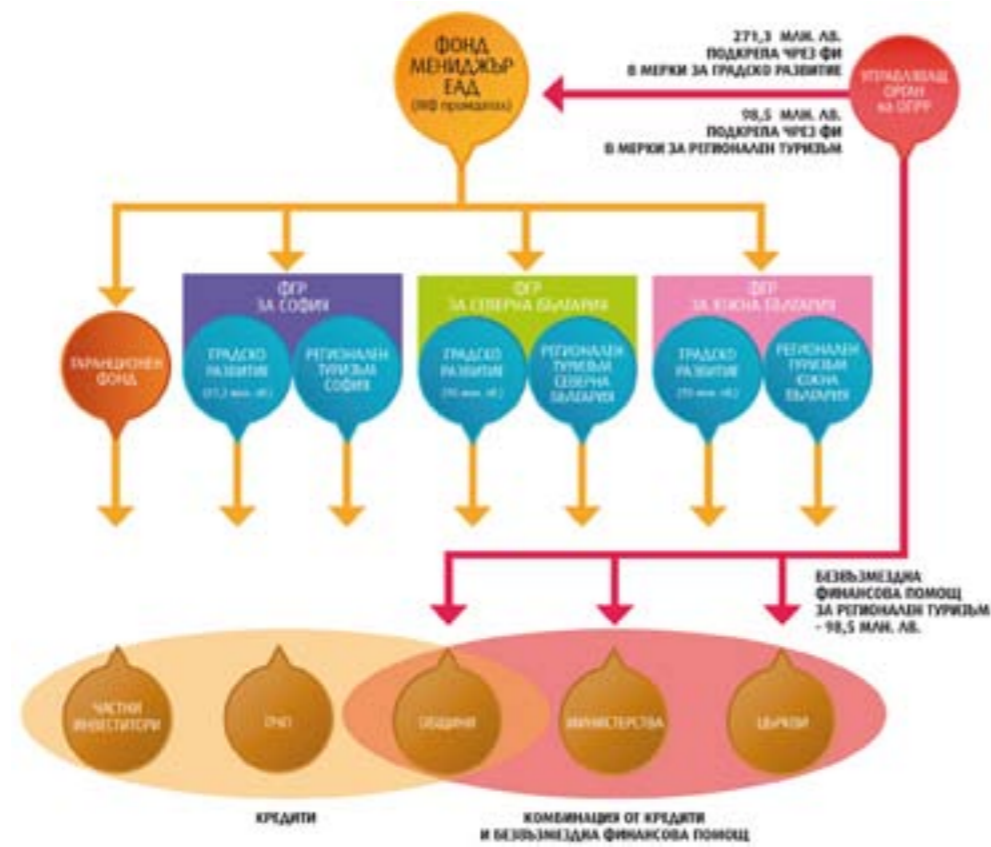 ФОНД
МЕНИДЖЪР
ЕАД
271,3 МЛН. ЛВ.
ПОДКРЕПА ЧРЕЗ ФИ
В МЕРКИ ЗА ГРАДСКО РАЗВИТИЕ
98,5 МЛН. ЛВ.
ПОДКРЕПА ЧРЕЗ ФИ
В МЕРКИ ЗА РЕГИОНАЛЕН ТУРИЗЪМ
УПРАВЛЯВАЩ
ОРГАН
на ОПРР
ГАРАНЦИОНЕН
ФОНД
ФГР
ЗА СОФИЯ
ГРАДСКО
РАЗВИТИЕ
РЕГИОНАЛЕН
ТУРИЗЪМ
СОФИЯ
ФГР
ЗА СЕВЕРНА БЪЛГАРИЯ
ГРАДСКО
РАЗВИТИЕ
РЕГИОНАЛЕН
ТУРИЗЪМ
СЕВЕРНА
БЪЛГАРИЯ
ФГР
ЗА ЮЖНА БЪЛГАРИЯ
ГРАДСКО
РАЗВИТИЕ
РЕГИОНАЛЕН
ТУРИЗЪМ
ЮЖНА
БЪЛГАРИЯ
БЕЗВЪЗМЕЗДНА
ФИНАНСОВА ПОМОЩ
ЗА РЕГИОНАЛЕН ТУРИЗЪМ
- 98,5 МЛН. ЛВ.
ЧАСТНИ
ИНВЕСТИТОРИ
ПЧП
ОБЩИНИ
МИНИСТЕРСТВА
ЦЪРКВИ
КРЕДИТИ
КОМБИНАЦИЯ ОТ КРЕДИТИ
И БЕЗВЪЗМЕЗДНА ФИНАНСОВА ПОМОЩ